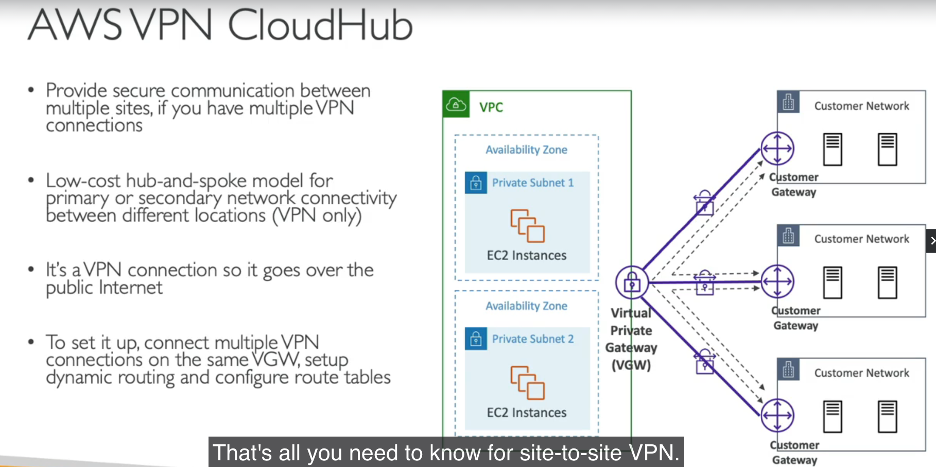 AWS VPN CloudHub
• Provide secure communication between
multiple sites, if you have multiple VPN
connections
• Low-cost hub-and-spoke model for
primary or secondary network connectivity
between different locations (VPN only)
• It's a VPN connection so it goes over the
public Internet
• To set it up, connect multiple VPN
connections on the same VGW, setup
dynamic routing and configure route tables
VPC
Availability Zone
Private Subnet 1
EC2 Instances
Availability Zone
Private Subnet 2
EC2 Instances
Virtual
Private
Gateway
(VGW)
Customer Network
Customer
Gateway
Customer Network
Customer
Gateway
Customer Network
Customer
Gateway
That's all you need to know for site-to-site VPN.